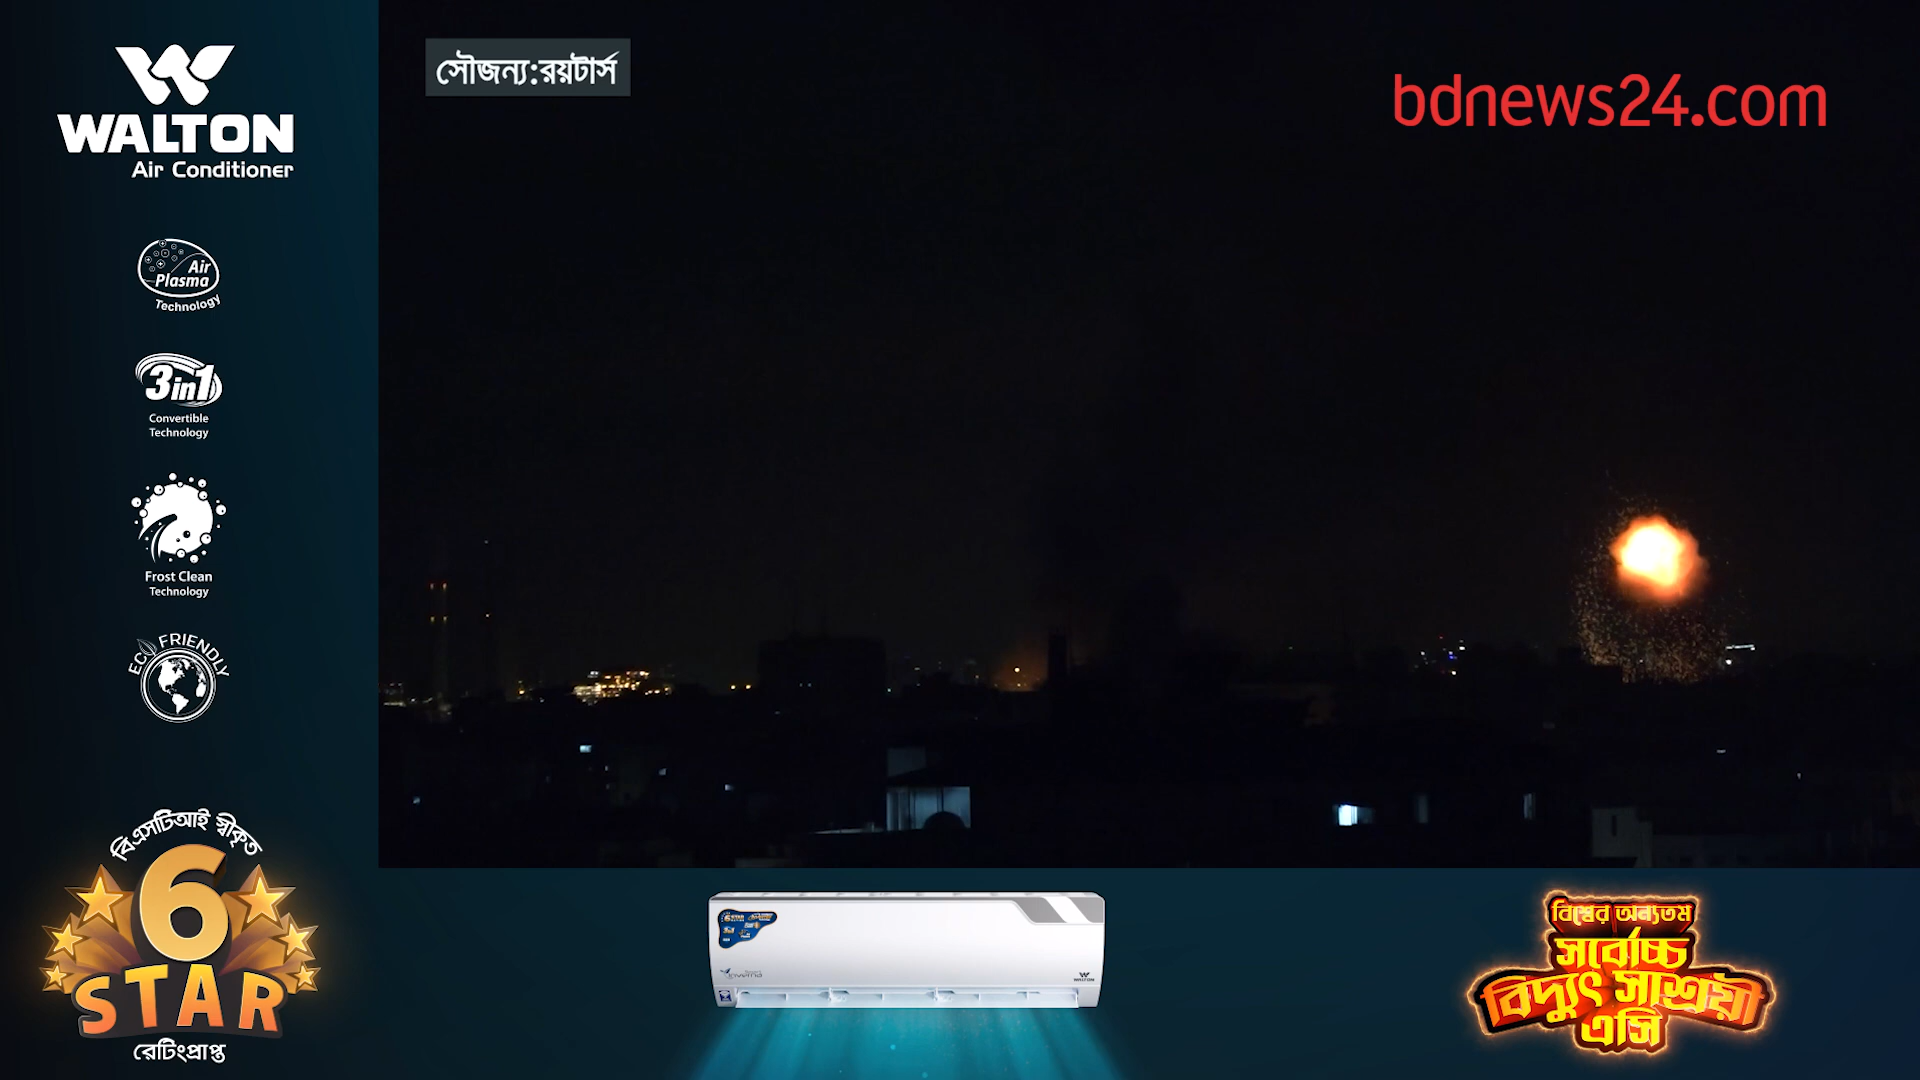 WALTON
Air Conditioner
Air
Plasma
Technology
3in1
Convertible
Technology
Frost Clean
Technology
ECO FRIENDLY
বিএসটিআই স্বীকৃত
6
STAR
রেটিংপ্রাপ্ত
সৌজন্য:রয়টার্স
bdnews24.com
WALTON
বিশ্বের অন্যতম
সর্বোচ্চ
বিদ্যুৎ সাশ্রয়ী
এসি